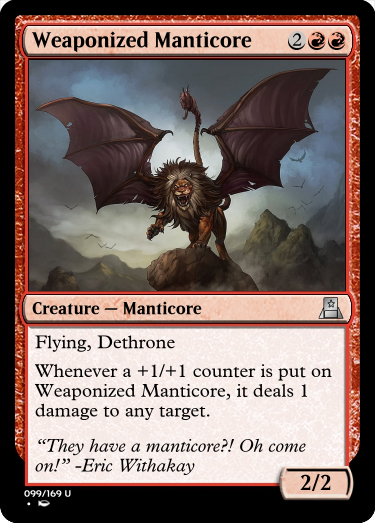 Weaponized Manticore 2
Creature — Manticore
Flying, Dethrone
Whenever a +1/+1 counter is put on
Weaponized Manticore, it deals 1
damage to any target.
“They have a manticore?! Oh come
on!” -Eric Withakay
2/2
099/169 U